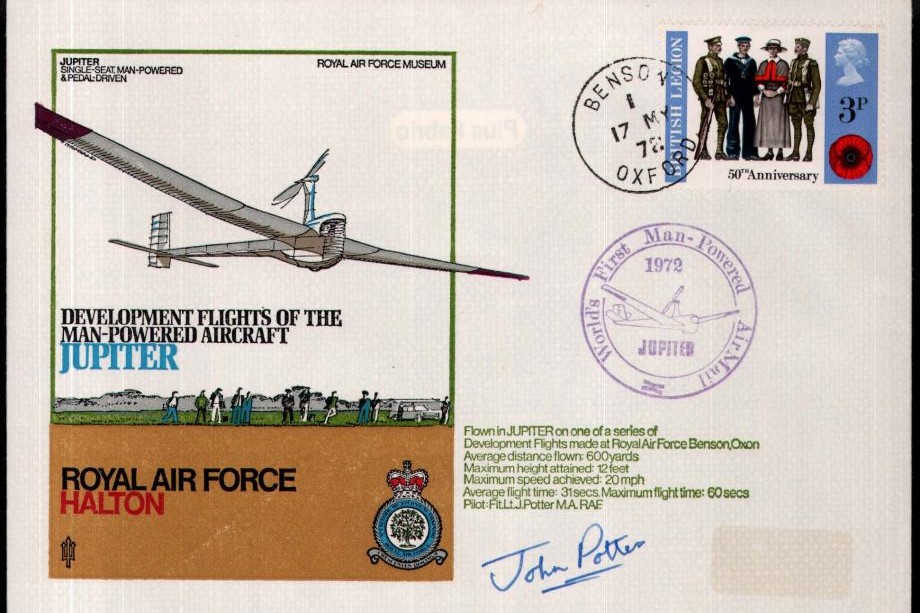 JUPITER
SINGLE-SEAT, MAN-POWERED
& PEDAL-DRIVEN
ROYAL AIR FORCE MUSEUM
BENSON
1
17 MY
72
OXFORD
BRITISH LEGION
3P
50TH Anniversary
World's First Man-Powered Air Mail
1972
JUPITER
DEVELOPMENT FLIGHTS OF THE
MAN-POWERED AIRCRAFT
JUPITER
Flown in JUPITER on one of a series of
Development Flights made at Royal Air Force Benson, Oxon
Average distance flown: 600 yards
Maximum height attained: 12 feet
Maximum speed achieved: 20 mph
Average flight time: 31 secs. Maximum flight time: 60 secs
Pilot: Flt. Lt. J. Potter M.A. RAF
ROYAL AIR FORCE
HALTON
John Potter